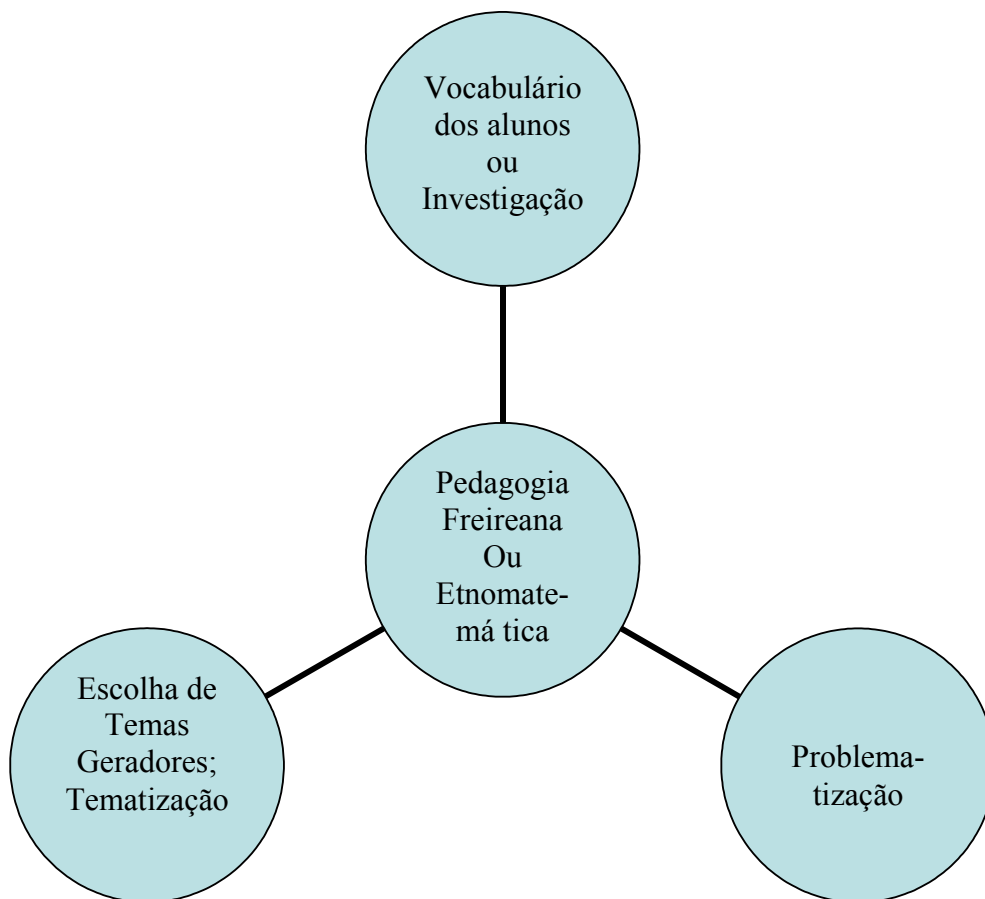 Vocabulário
dos alunos
ou
Investigação
Pedagogia
Freireana
Ou
Etnomate-
má tica
Escolha de
Temas
Geradores;
Tematização
Problema-
tização